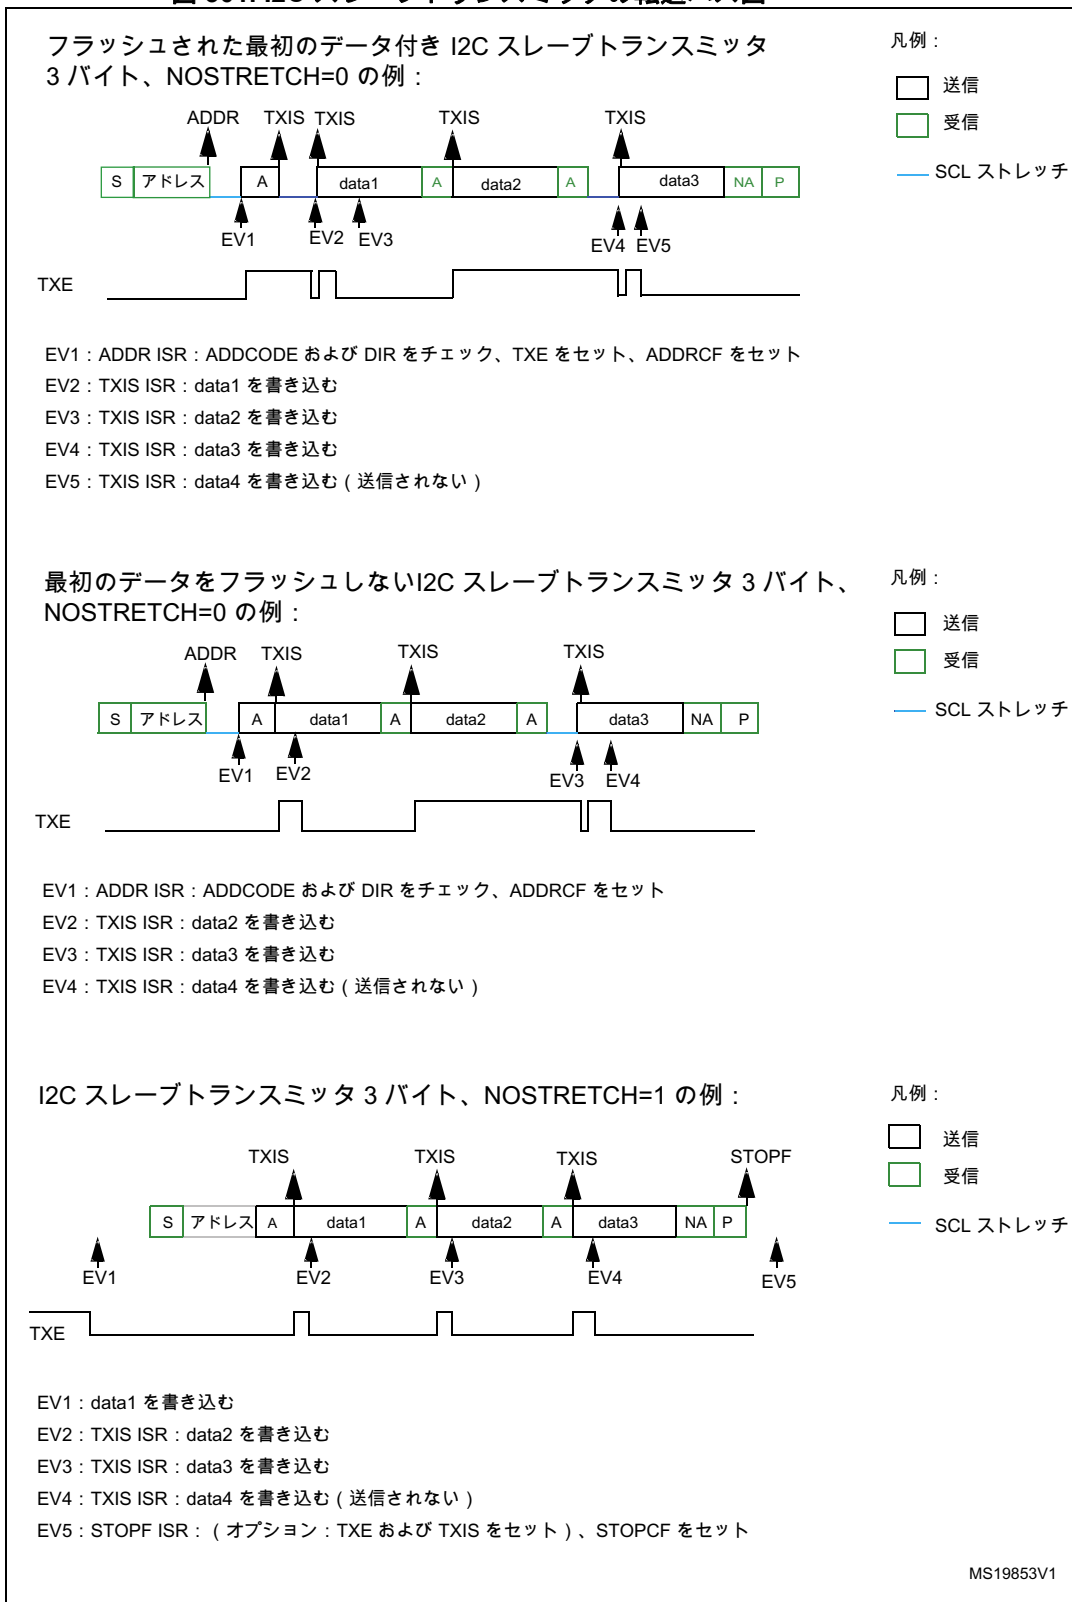 フラッシュされた最初のデータ付き I2C スレーブトランスミッタ
3 バイト、NOSTRETCH=0 の例：
凡例：
送信
受信
SCL ストレッチ
ADDR TXIS TXIS TXIS TXIS
S アドレス A data1 A data2 A data3 NA P
EV1 EV2 EV3 EV4 EV5
TXE
EV1：ADDR ISR：ADDCODE および DIR をチェック、TXE をセット、ADDRCF をセット
EV2：TXIS ISR：data1 を書き込む
EV3：TXIS ISR：data2 を書き込む
EV4：TXIS ISR：data3 を書き込む
EV5：TXIS ISR：data4 を書き込む（送信されない）
最初のデータをフラッシュしないI2C スレーブトランスミッタ 3 バイト、
NOSTRETCH=0 の例：
凡例：
送信
受信
SCL ストレッチ
ADDR TXIS TXIS TXIS
S アドレス A data1 A data2 A data3 NA P
EV1 EV2 EV3 EV4
TXE
EV1：ADDR ISR：ADDCODE および DIR をチェック、ADDRCF をセット
EV2：TXIS ISR：data2 を書き込む
EV3：TXIS ISR：data3 を書き込む
EV4：TXIS ISR：data4 を書き込む（送信されない）
I2C スレーブトランスミッタ 3 バイト、NOSTRETCH=1 の例：
凡例：
送信
受信
SCL ストレッチ
TXIS TXIS TXIS STOPF
S アドレス A data1 A data2 A data3 NA P
EV1 EV2 EV3 EV4 EV5
TXE
EV1：data1 を書き込む
EV2：TXIS ISR：data2 を書き込む
EV3：TXIS ISR：data3 を書き込む
EV4：TXIS ISR：data4 を書き込む（送信されない）
EV5：STOPF ISR：（オプション：TXE および TXIS をセット）、STOPCF をセット
MS19853V1